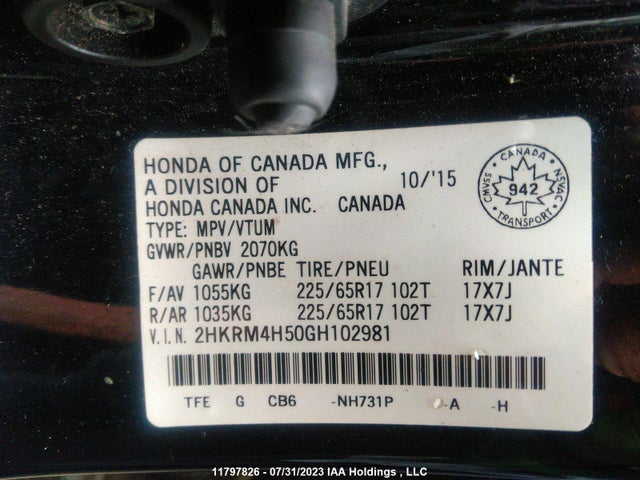 HONDA OF CANADA MFG.,
A DIVISION OF 10/'15
HONDA CANADA INC. CANADA
CANADA
CMVSS 942 NSVAC
TRANSPORT
TYPE: MPV/VTUM
GVWR/PNBV 2070KG
GAWR/PNBE TIRE/PNEU RIM/JANTE
F/AV 1055KG 225/65R17 102T 17X7J
R/AR 1035KG 225/65R17 102T 17X7J
V.I.N. 2HKRM4H50GH102981
TFE G CB6 -NH731P -A -H
11797826 - 07/31/2023 IAA Holdings , LLC